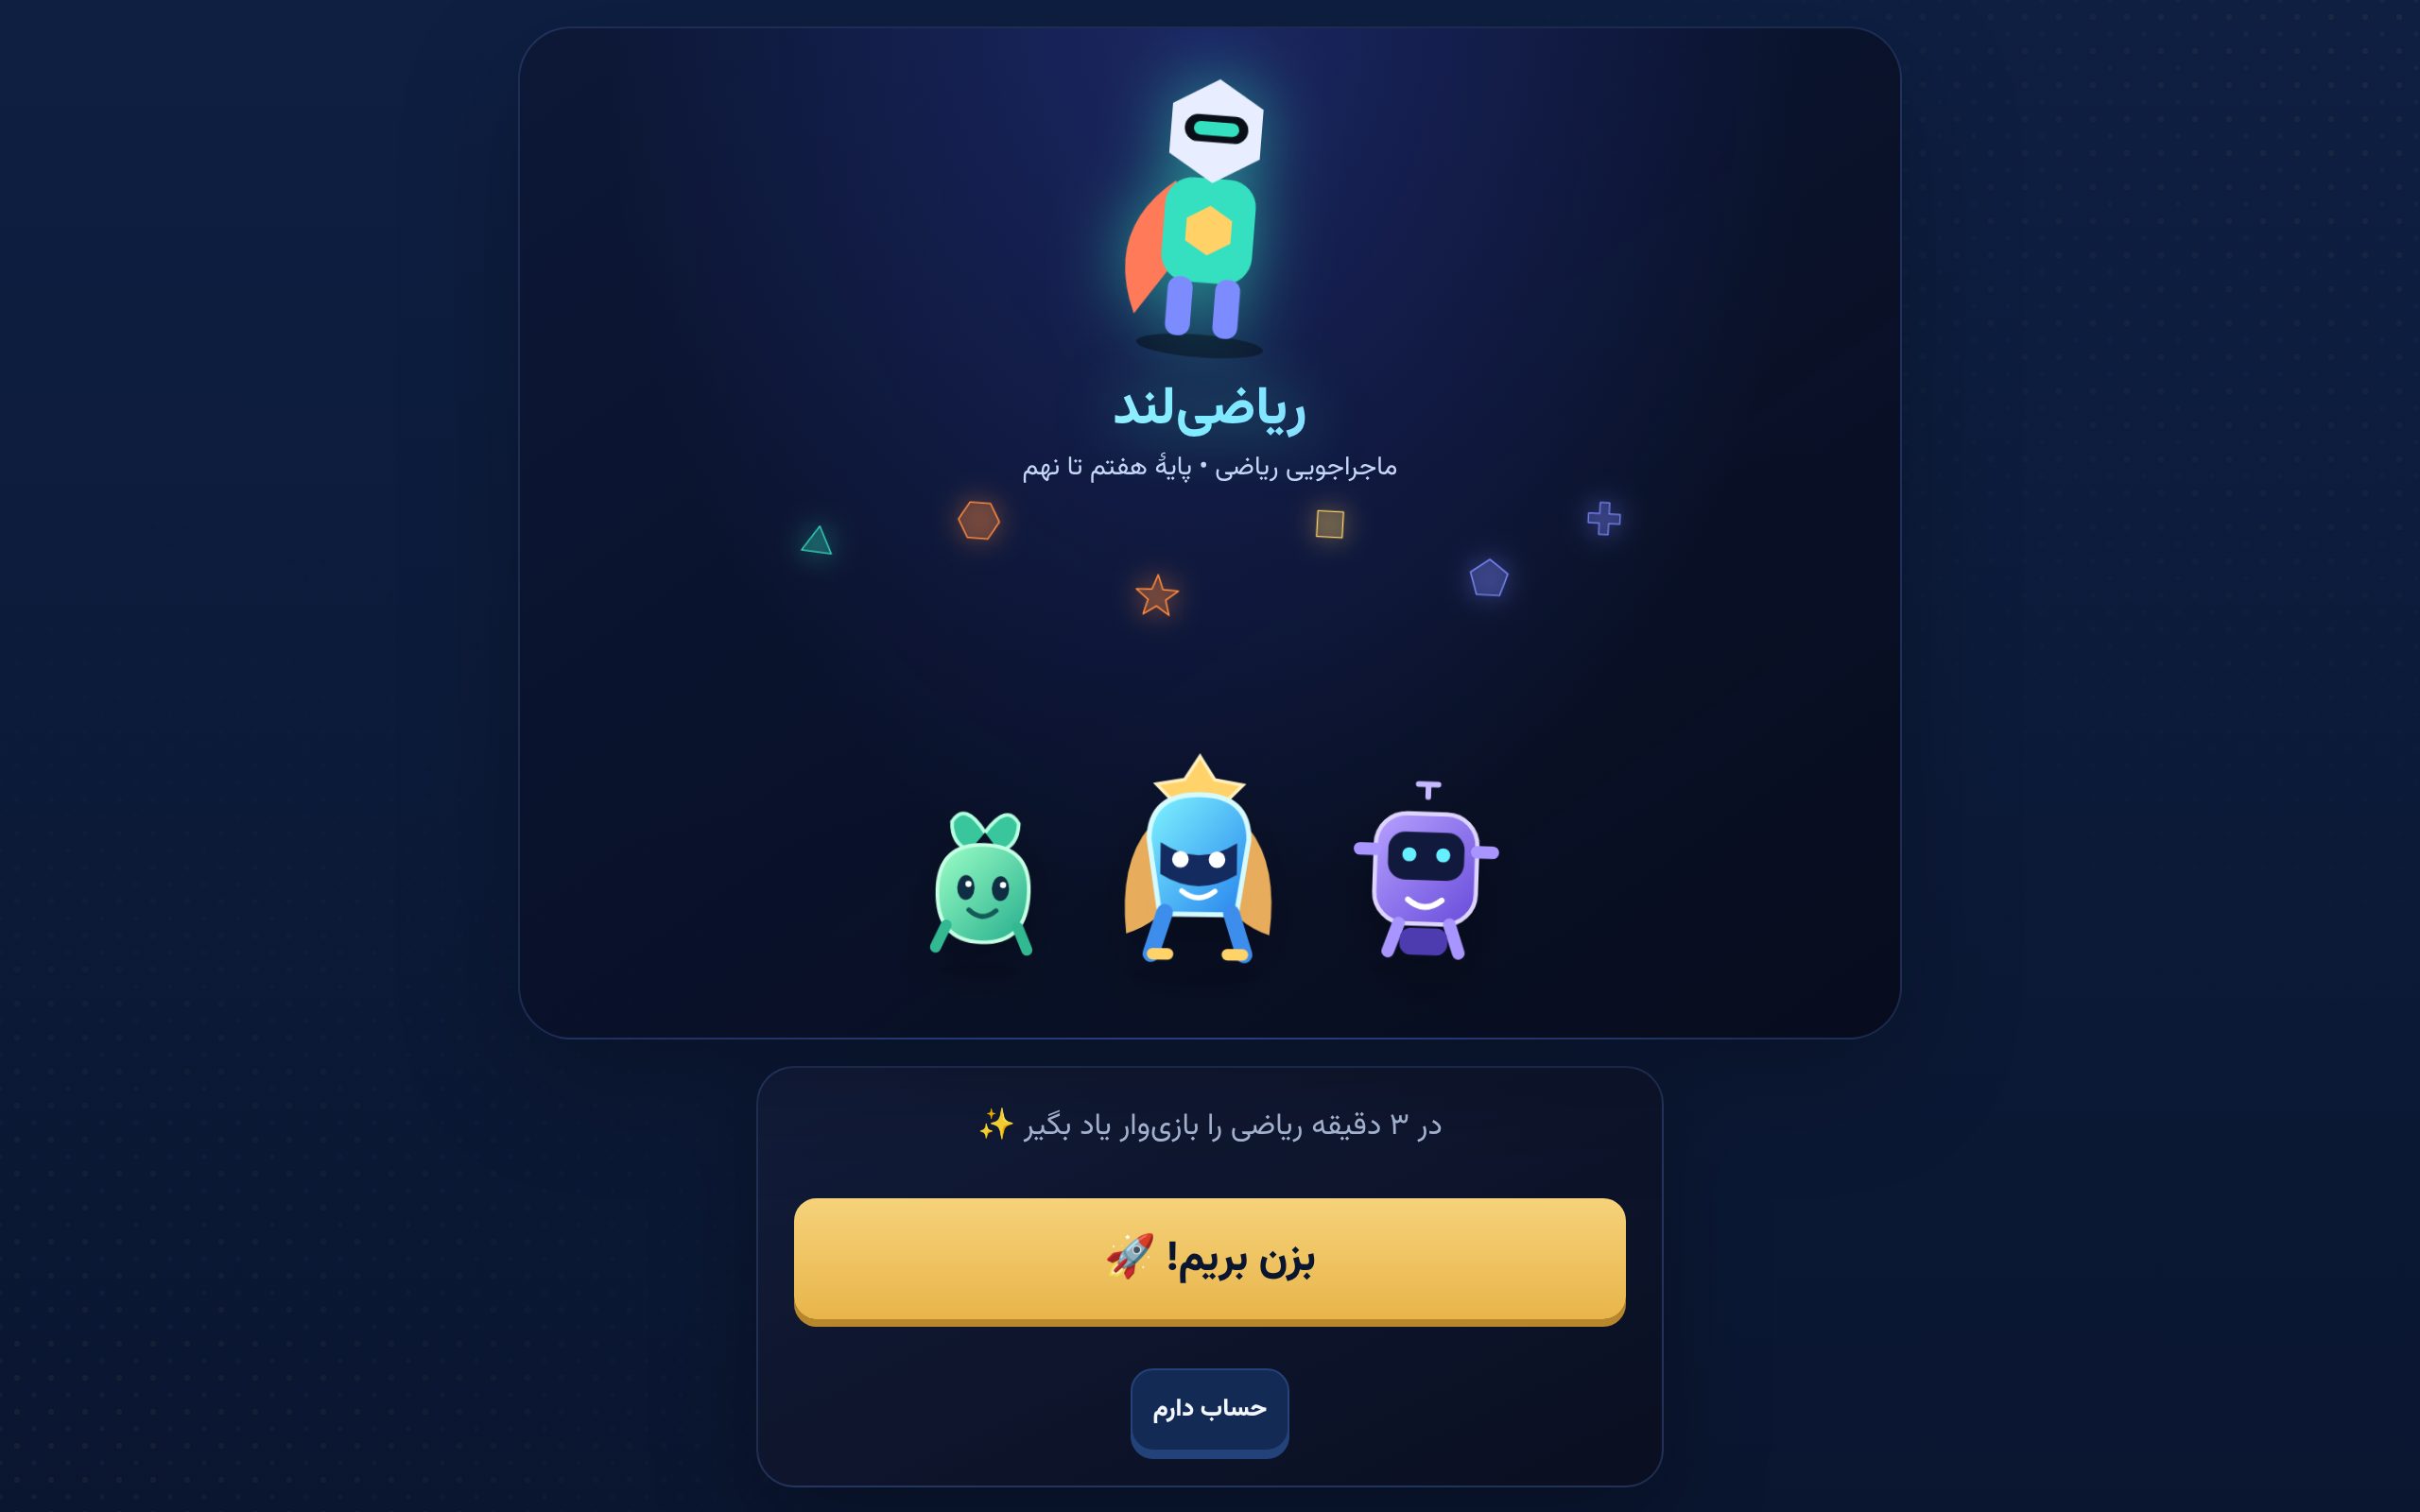 ریاضی‌لند
ماجراجویی ریاضی • پایهٔ هفتم تا نهم
در ۳ دقیقه ریاضی را بازی‌وار یاد بگیر ✨
بزن بریم! 🚀
حساب دارم